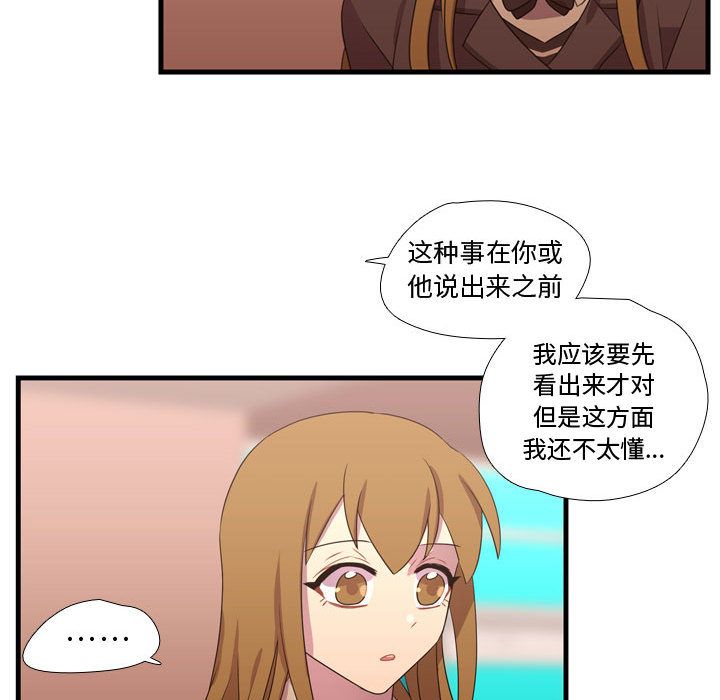 这种事在你或
他说出来之前
我应该要先
看出来才对
但是这方面
我还不太懂...
......